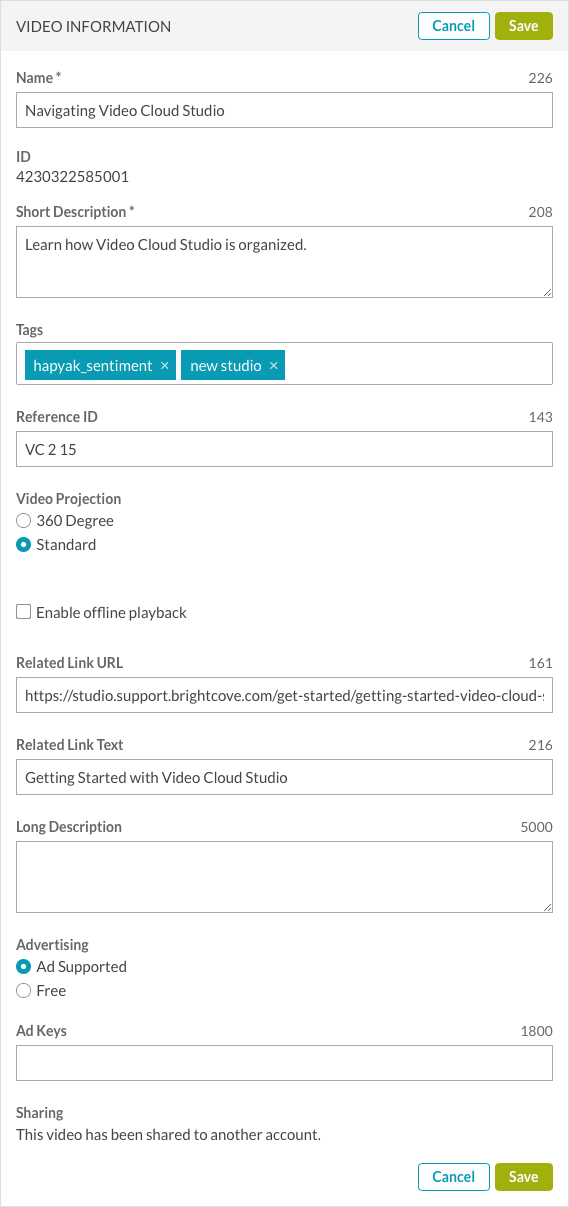 VIDEO INFORMATION Cancel Save
Name * 226
Navigating Video Cloud Studio
ID
4230322585001
Short Description * 208
Learn how Video Cloud Studio is organized.
Tags
hapyak_sentiment × new studio ×
Reference ID 143
VC 2 15
Video Projection
360 Degree
Standard
Enable offline playback
Related Link URL 161
https://studio.support.brightcove.com/get-started/getting-started-video-cloud-
Related Link Text 216
Getting Started with Video Cloud Studio
Long Description 5000
Advertising
Ad Supported
Free
Ad Keys 1800
Sharing
This video has been shared to another account.
Cancel Save